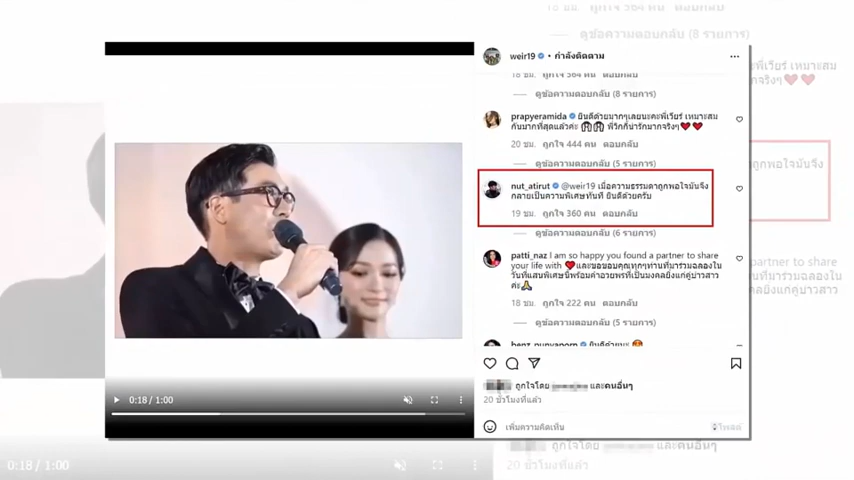 weir19 • กำลังติดตาม
18 ชม. ถูกใจ 564 คน ตอบกลับ
ดูข้อความตอบกลับ (8 รายการ)
prapyeramida ยินดีด้วยมากๆเลยนะคะพี่เวียร์ เหมาะสม
กันมากที่สุดแล้วค่ะ 🙌🙌 พี่วิกกี่น่ารักมากจริงๆ❤️❤️
20 ชม. ถูกใจ 444 คน ตอบกลับ
ดูข้อความตอบกลับ (5 รายการ)
nut_atirut @weir19 เมื่อความธรรมดาถูกพอใจมันจึง
กลายเป็นความพิเศษทันที ยินดีด้วยครับ
19 ชม. ถูกใจ 360 คน ตอบกลับ
ดูข้อความตอบกลับ (6 รายการ)
patti_naz I am so happy you found a partner to share
your life with ❤️และขอขอบคุณทุกๆท่านที่มาร่วมฉลองใน
วันที่แสนพิเศษนี้พร้อมคำอวยพรที่เป็นมงคลยิ่งแก่คู่บ่าวสาว
ค่ะ🙏
18 ชม. ถูกใจ 222 คน ตอบกลับ
ดูข้อความตอบกลับ (5 รายการ)
benz_punyaporn ยินดีด้วยนะ
ถูกใจโดย และคนอื่นๆ
20 ชั่วโมงที่แล้ว
เพิ่มความคิดเห็น
โพสต์
0:18 / 1:00